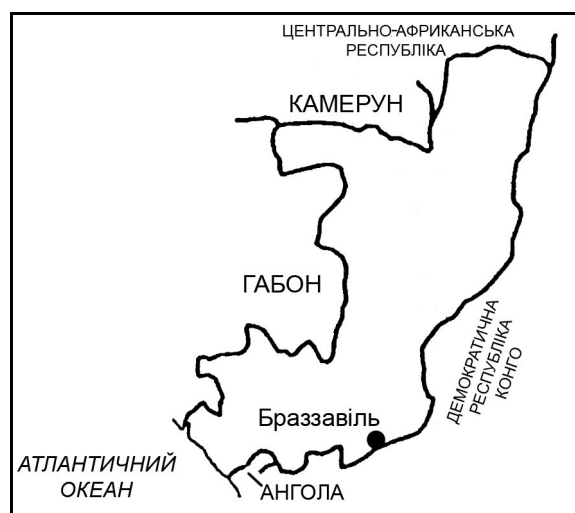 ЦЕНТРАЛЬНО-АФРИКАНСЬКА
РЕСПУБЛІКА
КАМЕРУН
ГАБОН
ДЕМОКРАТИЧНА
РЕСПУБЛІКА
КОНГО
Браззавіль
АТЛАНТИЧНИЙ
ОКЕАН
АНГОЛА